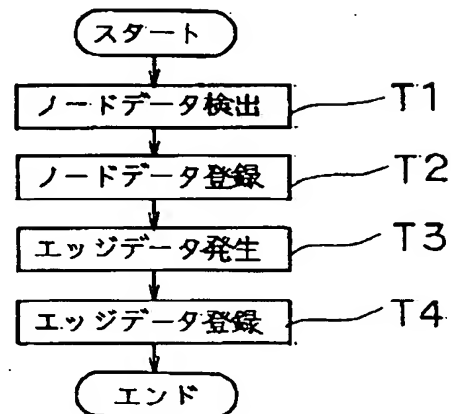 スタート
ノードデータ検出 T1
ノードデータ登録 T2
エッジデータ発生 T3
エッジデータ登録 T4
エンド